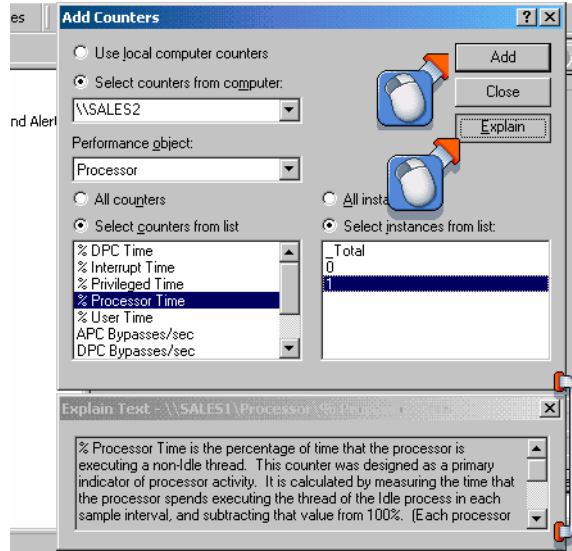 es
Add Counters
Use local computer counters
Add
Select counters from computer:
Close
\\SALES2
nd Alert
Explain
Performance object:
Processor
All counters
All insta
Select counters from list
Select instances from list:
% DPC Time
% Interrupt Time
% Privileged Time
% Processor Time
% User Time
APC Bypasses/sec
DPC Bypasses/sec
_Total
0
1
Explain Text - \\SALES1\Processor\%
% Processor Time is the percentage of time that the processor is
executing a non-Idle thread. This counter was designed as a primary
indicator of processor activity. It is calculated by measuring the time that
the processor spends executing the thread of the Idle process in each
sample interval, and subtracting that value from 100%. (Each processor